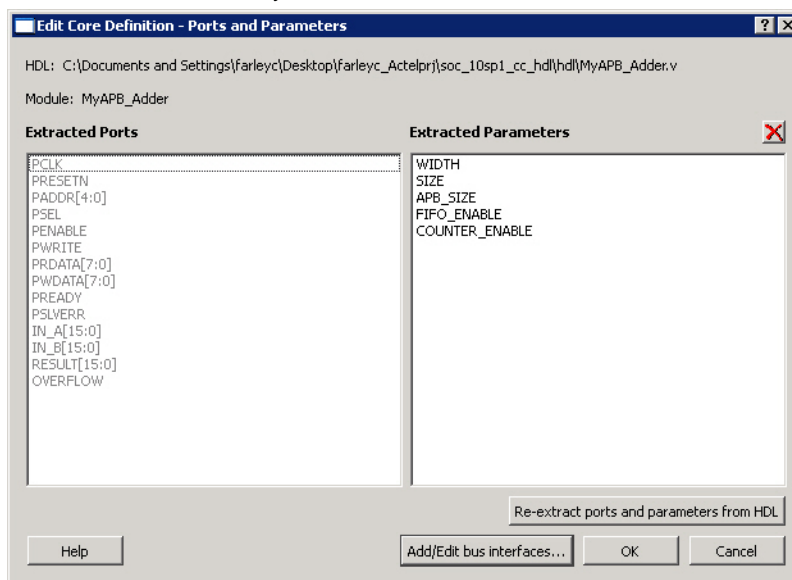 Edit Core Definition - Ports and Parameters
HDL: C:\Documents and Settings\farleyc\Desktop\farleyc_Actelprj\soc_10sp1_cc_hdl\hdl\MyAPB_Adder.v
Module: MyAPB_Adder
Extracted Ports
PCLK
PRESETN
PADDR[4:0]
PSEL
PENABLE
PWRITE
PRDATA[7:0]
PWDATA[7:0]
PREADY
PSLVERR
IN_A[15:0]
IN_B[15:0]
RESULT[15:0]
OVERFLOW
Extracted Parameters
WIDTH
SIZE
APB_SIZE
FIFO_ENABLE
COUNTER_ENABLE
Re-extract ports and parameters from HDL
Help
Add/Edit bus interfaces...
OK
Cancel